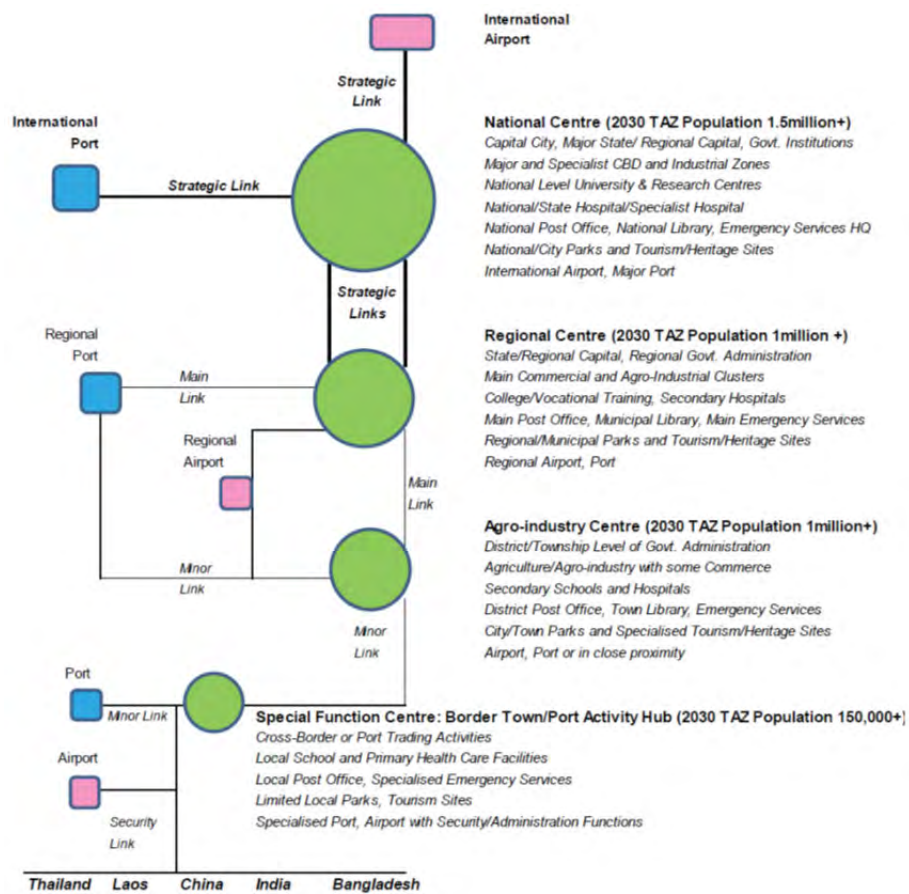 International
Airport
Strategic
Link
International
Port
Strategic Link
National Centre (2030 TAZ Population 1.5million+)
Capital City, Major State/ Regional Capital, Govt. Institutions
Major and Specialist CBD and Industrial Zones
National Level University & Research Centres
National/State Hospital/Specialist Hospital
National Post Office, National Library, Emergency Services HQ
National/City Parks and Tourism/Heritage Sites
International Airport, Major Port
Strategic
Links
Regional
Port
Main
Link
Regional
Airport
Regional Centre (2030 TAZ Population 1million +)
State/Regional Capital, Regional Govt. Administration
Main Commercial and Agro-Industrial Clusters
College/Vocational Training, Secondary Hospitals
Main Post Office, Municipal Library, Main Emergency Services
Regional/Municipal Parks and Tourism/Heritage Sites
Regional Airport, Port
Main
Link
Minor
Link
Agro-industry Centre (2030 TAZ Population 1million+)
District/Township Level of Govt. Administration
Agriculture/Agro-industry with some Commerce
Secondary Schools and Hospitals
District Post Office, Town Library, Emergency Services
City/Town Parks and Specialised Tourism/Heritage Sites
Airport, Port or in close proximity
Minor
Link
Port
Minor Link
Airport
Security
Link
Special Function Centre: Border Town/Port Activity Hub (2030 TAZ Population 150,000+)
Cross-Border or Port Trading Activities
Local School and Primary Health Care Facilities
Local Post Office, Specialised Emergency Services
Limited Local Parks, Tourism Sites
Specialised Port, Airport with Security/Administration Functions
Thailand Laos China India Bangladesh